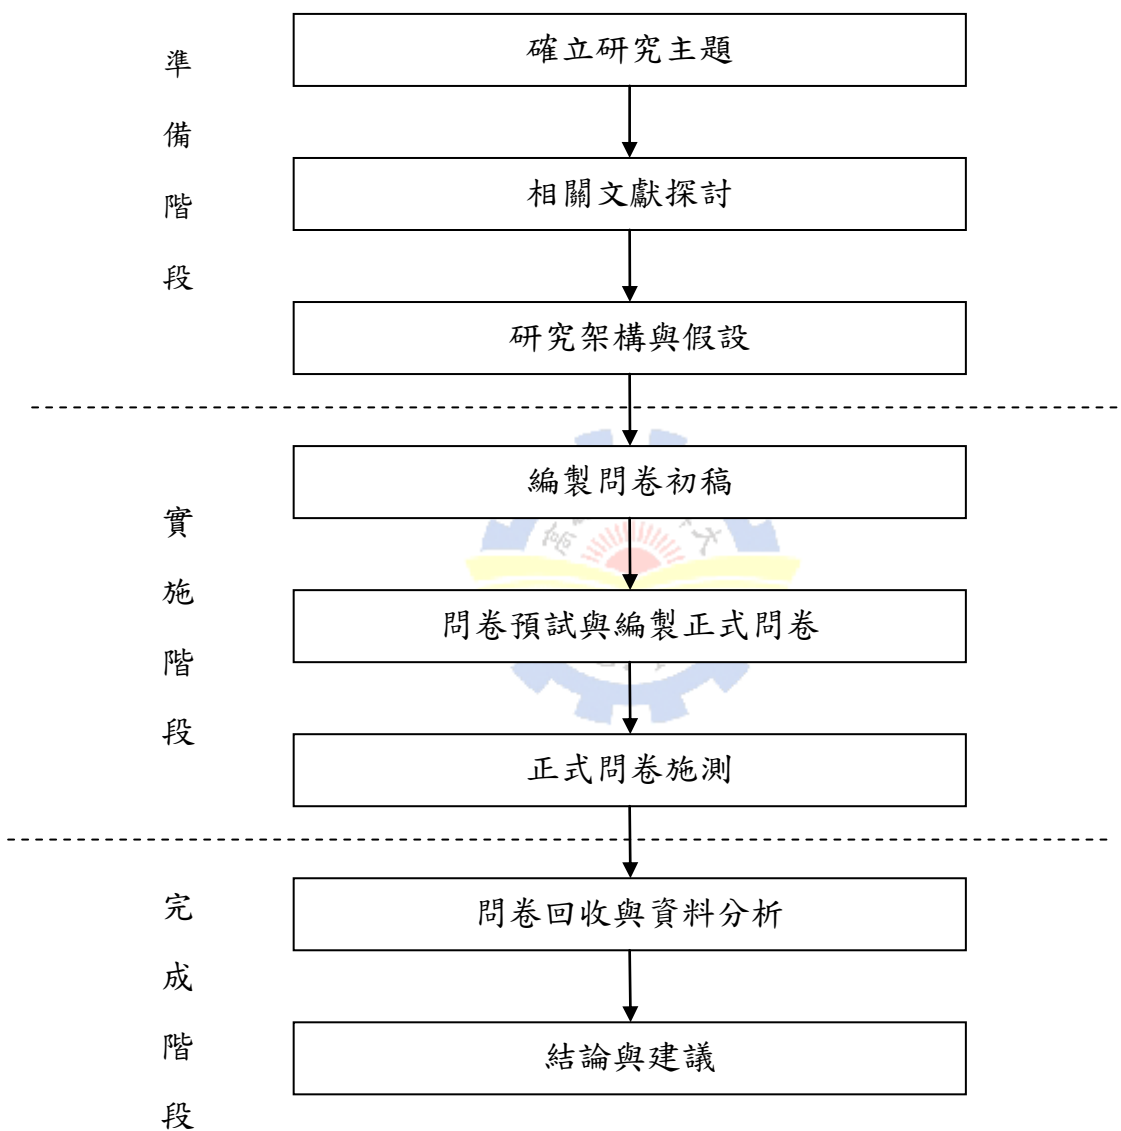 準備階段
確立研究主題
相關文獻探討
研究架構與假設
實施階段
編製問卷初稿
問卷預試與編製正式問卷
正式問卷施測
完成階段
問卷回收與資料分析
結論與建議